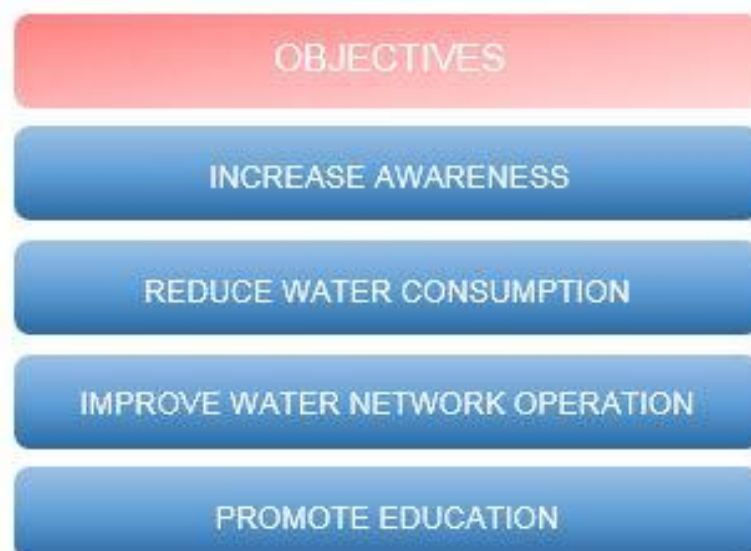 OBJECTIVES
INCREASE AWARENESS
REDUCE WATER CONSUMPTION
IMPROVE WATER NETWORK OPERATION
PROMOTE EDUCATION